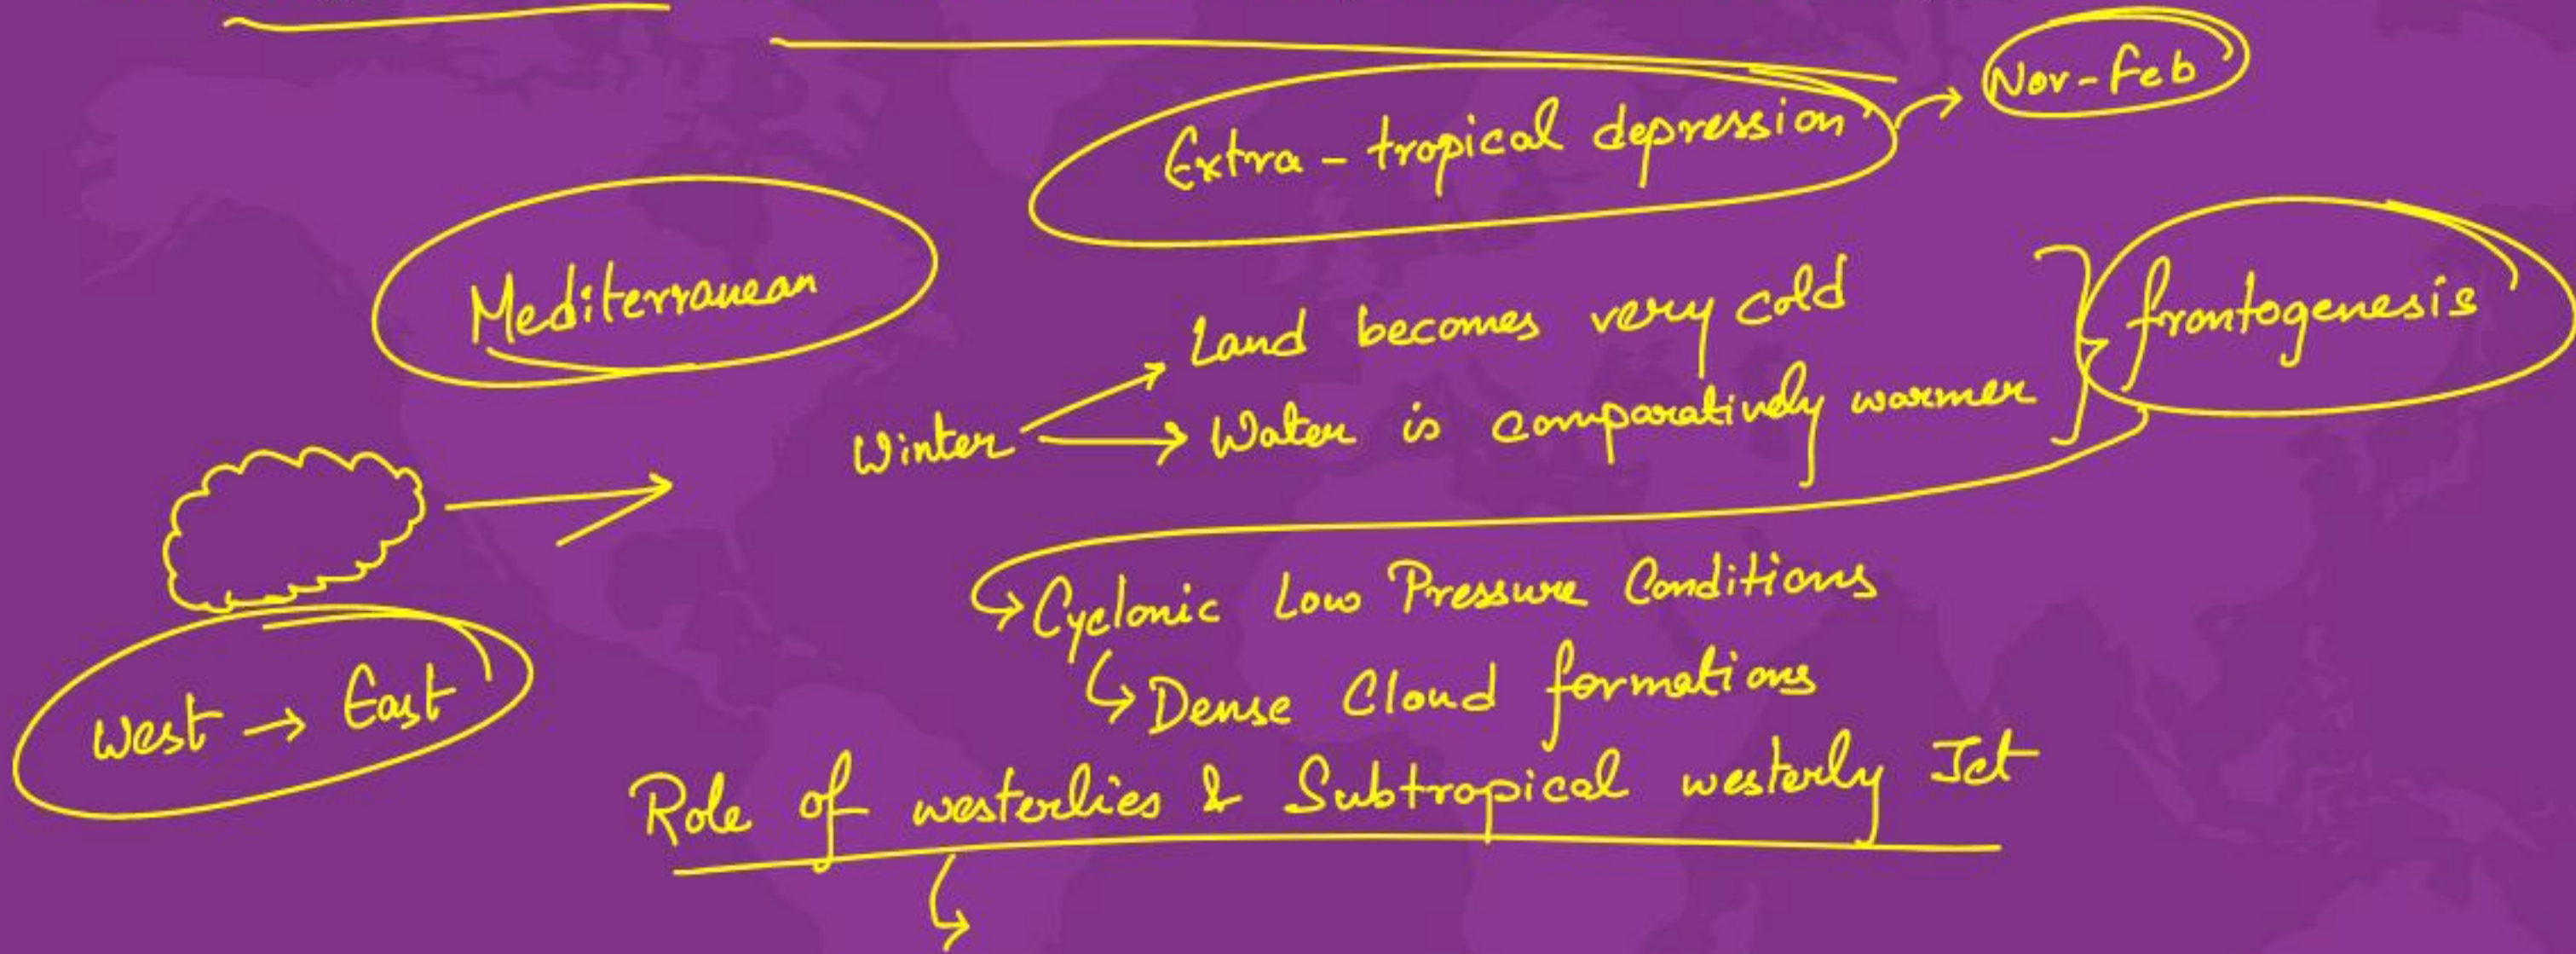 Extra-tropical depression → Nov-Feb
Mediterranean
Land becomes very cold
frontogenesis
Winter → Water is comparatively warmer
Cyclonic Low Pressure Conditions
Dense Cloud formations
West → East
Role of westerlies & Subtropical westerly Jet